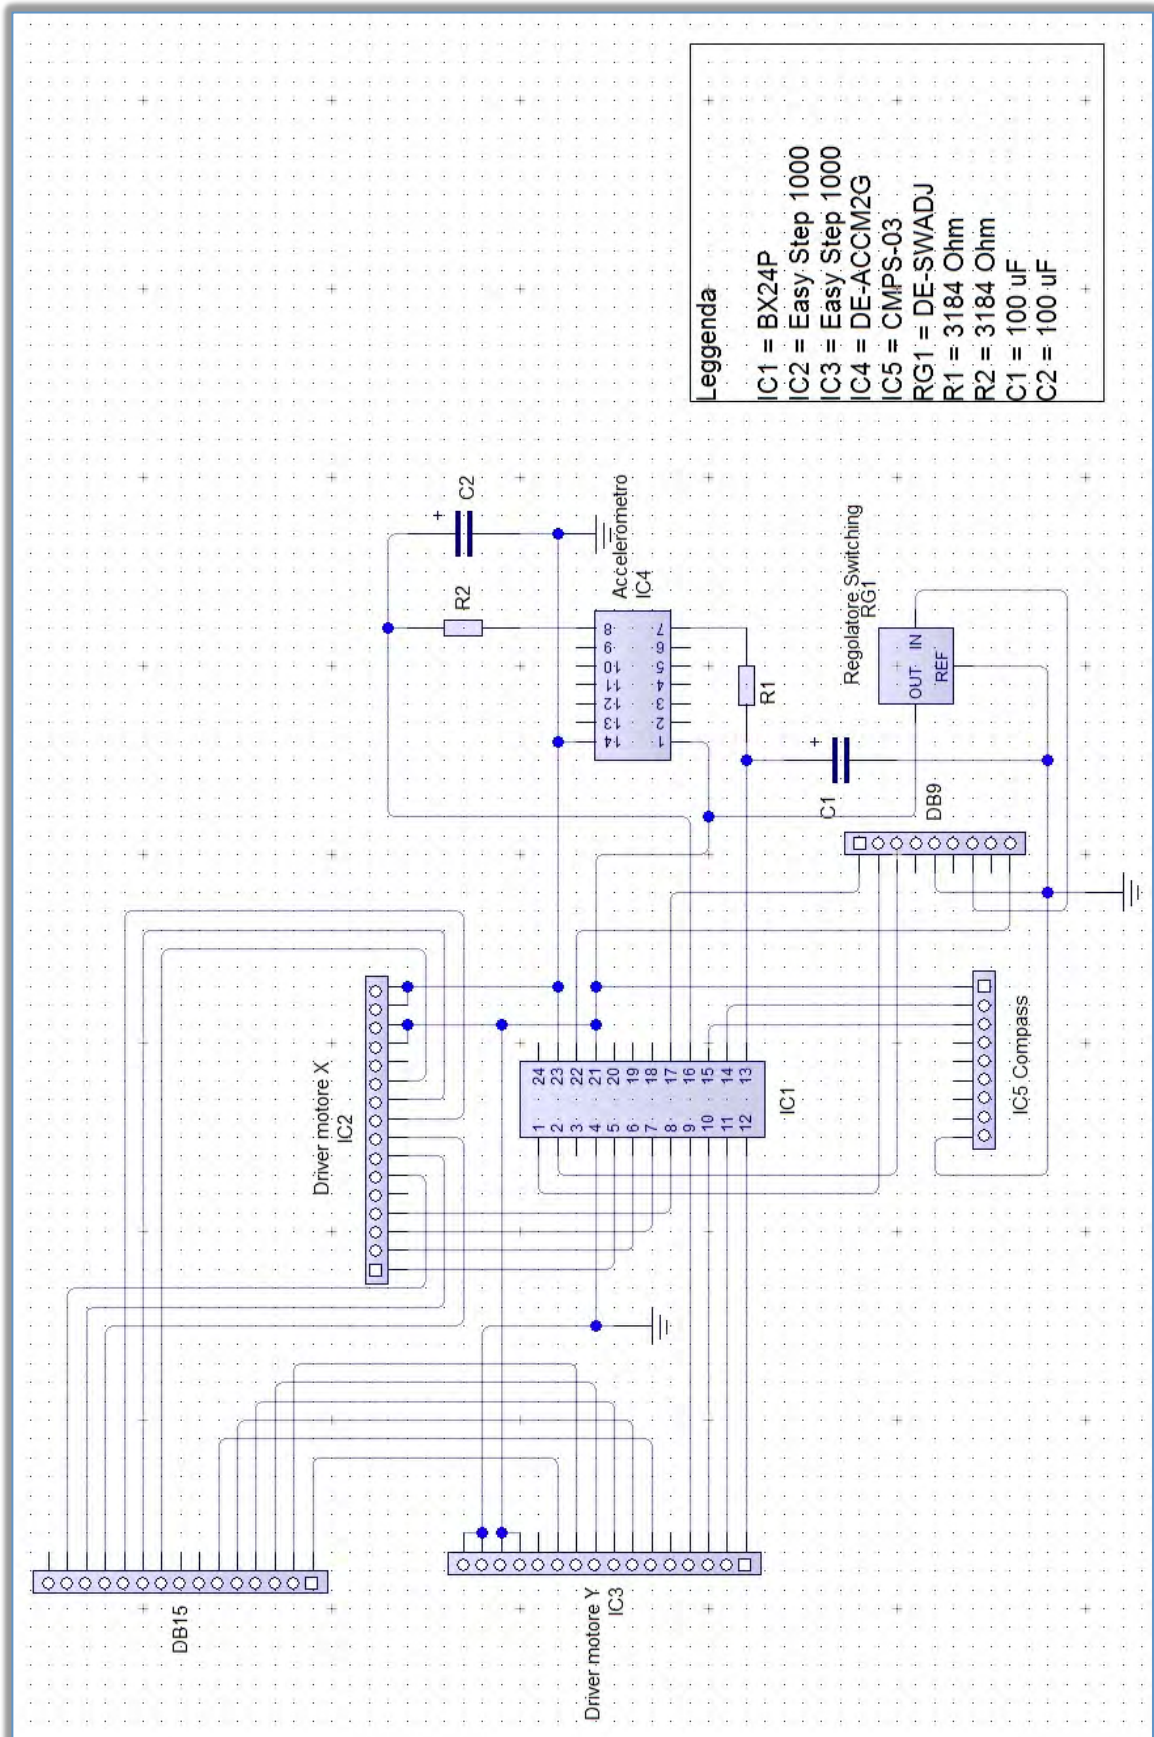 Leggenda
IC1 = BX24P
IC2 = Easy Step 1000
IC3 = Easy Step 1000
IC4 = DE-ACCM2G
IC5 = CMPS-03
RG1 = DE-SWADJ
R1 = 3184 Ohm
R2 = 3184 Ohm
C1 = 100 uF
C2 = 100 uF
DB15
Driver motore X
IC2
Driver motore Y
IC3
+
C2
R2
Accelerometro
IC4
8 9 10 11 12 13 14
7 6 5 4 3 2 1
R1
Regolatore Switching
RG1
OUT IN
REF
+
C1
DB9
24 23 22 21 20 19 18 17 16 15 14 13
1 2 3 4 5 6 7 8 9 10 11 12
IC1
IC5 Compass